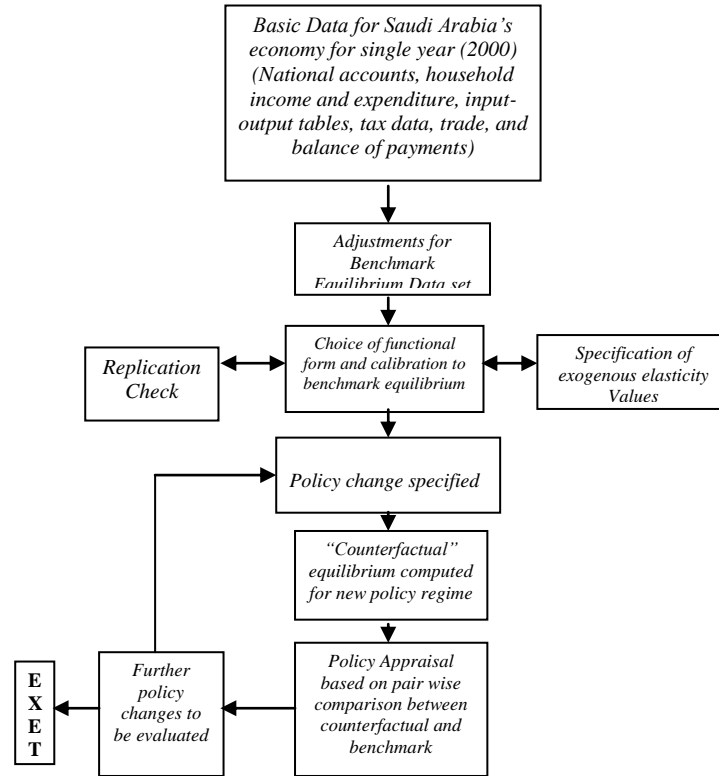 Basic Data for Saudi Arabia's
economy for single year (2000)
(National accounts, household
income and expenditure, input-
output tables, tax data, trade, and
balance of payments)
Adjustments for
Benchmark
Equilibrium Data set
Replication
Check
Choice of functional
form and calibration to
benchmark equilibrium
Specification of
exogenous elasticity
Values
Policy change specified
“Counterfactual”
equilibrium computed
for new policy regime
E
X
E
T
Further
policy
changes to
be evaluated
Policy Appraisal
based on pair wise
comparison between
counterfactual and
benchmark